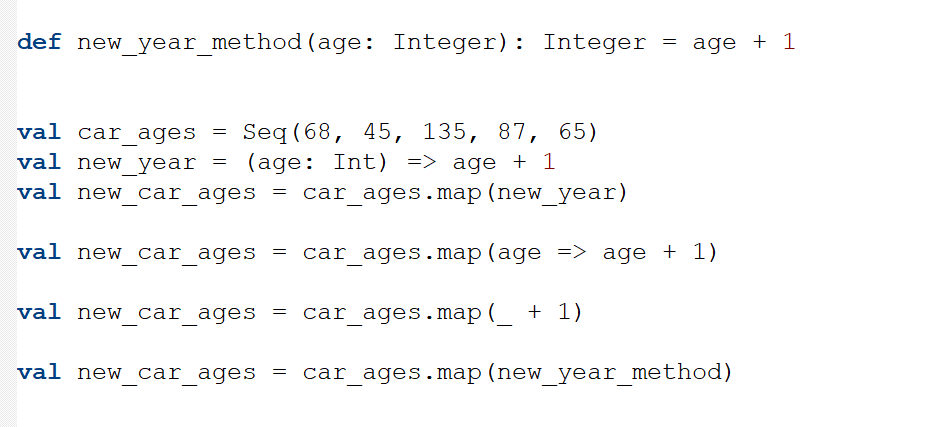 def new_year_method(age: Integer): Integer = age + 1
val car_ages = Seq(68, 45, 135, 87, 65)
val new_year = (age: Int) => age + 1
val new_car_ages = car_ages.map(new_year)
val new_car_ages = car_ages.map(age => age + 1)
val new_car_ages = car_ages.map(_ + 1)
val new_car_ages = car_ages.map(new_year_method)